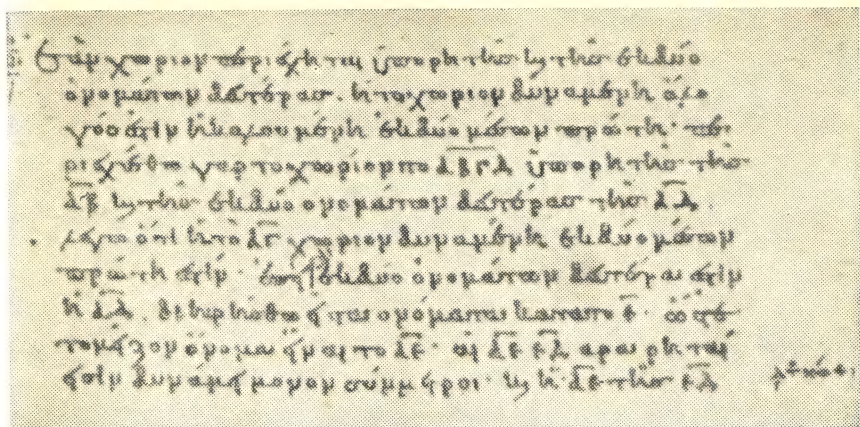 Ἐὰν χωρίον περιέχηται ὑπὸ ῥητῆς καὶ τῆς ἐκ δύο
ὀνομάτων δευτέρας· ἡ τὸ χωρίον δυναμένη ἄλο
γός ἐστιν ἡ καλουμένη ἐκ δύο μέσων πρώτη· πε
ριεχέσθω γὰρ τὸ χωρίον τὸ ΑΒΓΔ ὑπὸ ῥητῆς τῆς
ΑΒ καὶ τῆς ἐκ δύο ὀνομάτων δευτέρας τῆς ΑΔ.
λέγω ὅτι ἡ τὸ ΑΓ χωρίον δυναμένη ἐκ δύο μέσων
πρώτη ἐστίν· ἐπεὶ ἐκ δύο ὀνομάτων δευτέρα ἐστὶν
ἡ ΑΔ. διῃρήσθω εἰς τὰ ὀνόματα κατὰ τὸ Ε· ὥστε
τὸ μεῖζον ὄνομα εἶναι τὸ ΑΕ· αἱ ΑΕ ΕΔ ἄρα ῥηταί
εἰσιν δυνάμει μόνον σύμμετροι· καὶ ἡ ΑΕ τῆς ΕΔ